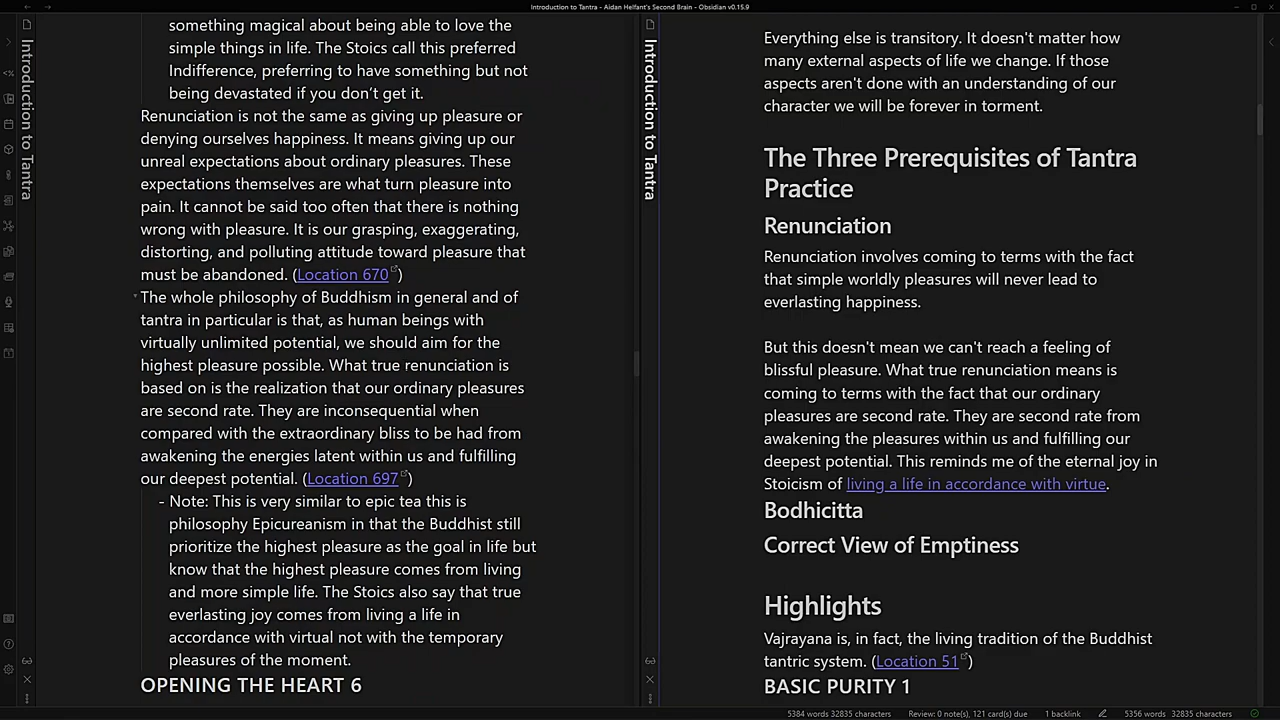 Introduction to Tantra - Aidan Helfant's Second Brain - Obsidian v0.15.9
Introduction to Tantra
something magical about being able to love the
simple things in life. The Stoics call this preferred
Indifference, preferring to have something but not
being devastated if you don't get it.
Renunciation is not the same as giving up pleasure or
denying ourselves happiness. It means giving up our
unreal expectations about ordinary pleasures. These
expectations themselves are what turn pleasure into
pain. It cannot be said too often that there is nothing
wrong with pleasure. It is our grasping, exaggerating,
distorting, and polluting attitude toward pleasure that
must be abandoned. (Location 670)
The whole philosophy of Buddhism in general and of
tantra in particular is that, as human beings with
virtually unlimited potential, we should aim for the
highest pleasure possible. What true renunciation is
based on is the realization that our ordinary pleasures
are second rate. They are inconsequential when
compared with the extraordinary bliss to be had from
awakening the energies latent within us and fulfilling
our deepest potential. (Location 697)
- Note: This is very similar to epic tea this is
philosophy Epicureanism in that the Buddhist still
prioritize the highest pleasure as the goal in life but
know that the highest pleasure comes from living
and more simple life. The Stoics also say that true
everlasting joy comes from living a life in
accordance with virtual not with the temporary
pleasures of the moment.
OPENING THE HEART 6
Introduction to Tantra
Everything else is transitory. It doesn't matter how
many external aspects of life we change. If those
aspects aren't done with an understanding of our
character we will be forever in torment.
The Three Prerequisites of Tantra
Practice
Renunciation
Renunciation involves coming to terms with the fact
that simple worldly pleasures will never lead to
everlasting happiness.
But this doesn't mean we can't reach a feeling of
blissful pleasure. What true renunciation means is
coming to terms with the fact that our ordinary
pleasures are second rate. They are second rate from
awakening the pleasures within us and fulfilling our
deepest potential. This reminds me of the eternal joy in
Stoicism of living a life in accordance with virtue.
Bodhicitta
Correct View of Emptiness
Highlights
Vajrayana is, in fact, the living tradition of the Buddhist
tantric system. (Location 51)
BASIC PURITY 1
5384 words 32835 characters Review: 0 note(s), 121 card(s) due 1 backlink 5356 words 32835 characters